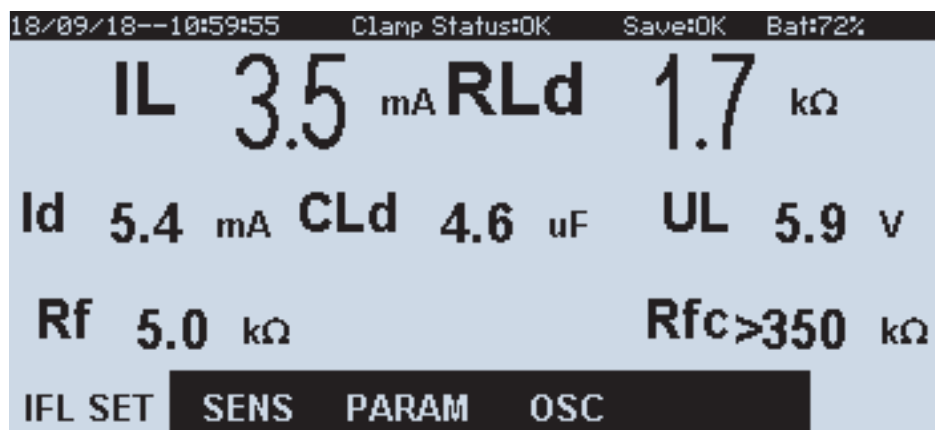 18/09/18--10:59:55 Clamp Status:OK Save:OK Bat:72%
IL 3.5 mA RLd 1.7 kΩ
Id 5.4 mA CLd 4.6 uF UL 5.9 V
Rf 5.0 kΩ Rfc >350 kΩ
IFL SET SENS PARAM OSC